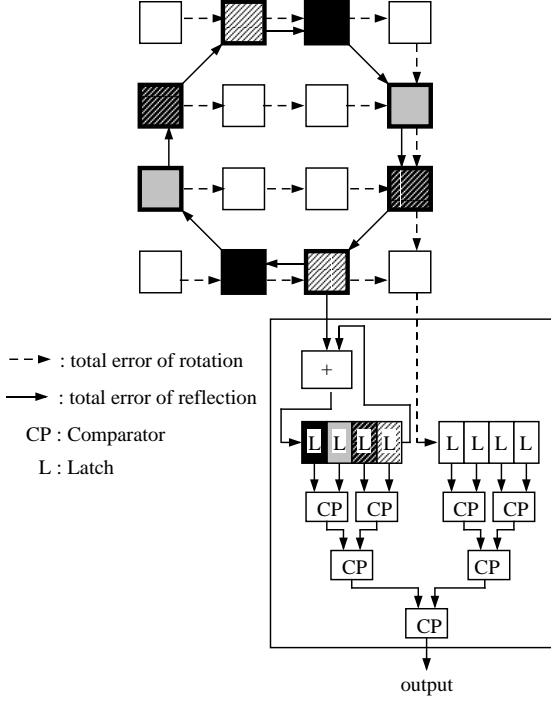 +
: total error of rotation
: total error of reflection
CP : Comparator
L : Latch
L L L L L L L L
CP CP CP CP
CP CP
CP
output